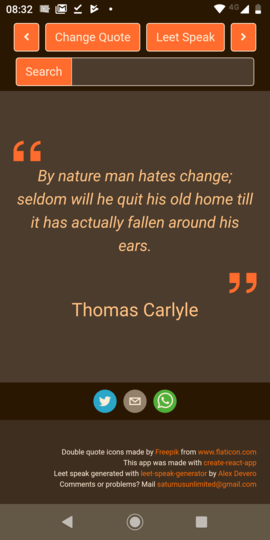 08:32
4G
Change Quote
Leet Speak
Search
By nature man hates change;
seldom will he quit his old home till
it has actually fallen around his
ears.
Thomas Carlyle
Double quote icons made by Freepik from www.flaticon.com
This app was made with create-react-app
Leet speak generated with leet-speak-generator by Alex Devero
Comments or problems? Mail saturnusunlimited@gmail.com